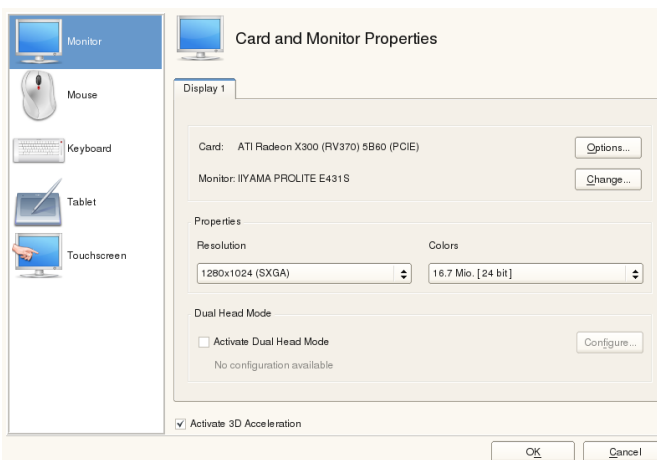 Monitor
Mouse
Keyboard
Tablet
Touchscreen
Card and Monitor Properties
Display 1
Card: ATI Radeon X300 (RV370) 5B60 (PCIE)
Options...
Monitor: IIYAMA PROLITE E431S
Change...
Properties
Resolution
Colors
1280x1024 (SXGA)
16.7 Mio. [ 24 bit ]
Dual Head Mode
Activate Dual Head Mode
Configure...
No configuration available
Activate 3D Acceleration
OK
Cancel